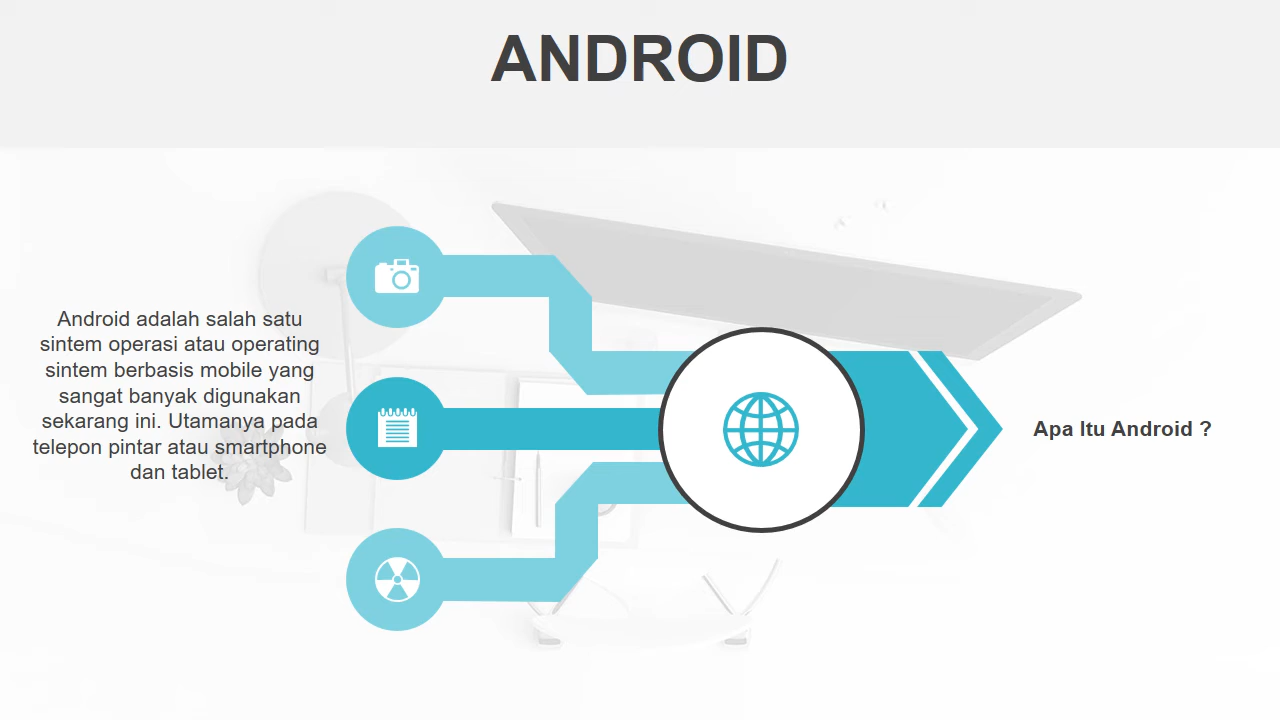 ANDROID
Android adalah salah satu
sintem operasi atau operating
sintem berbasis mobile yang
sangat banyak digunakan
sekarang ini. Utamanya pada
telepon pintar atau smartphone
dan tablet.
Apa Itu Android ?